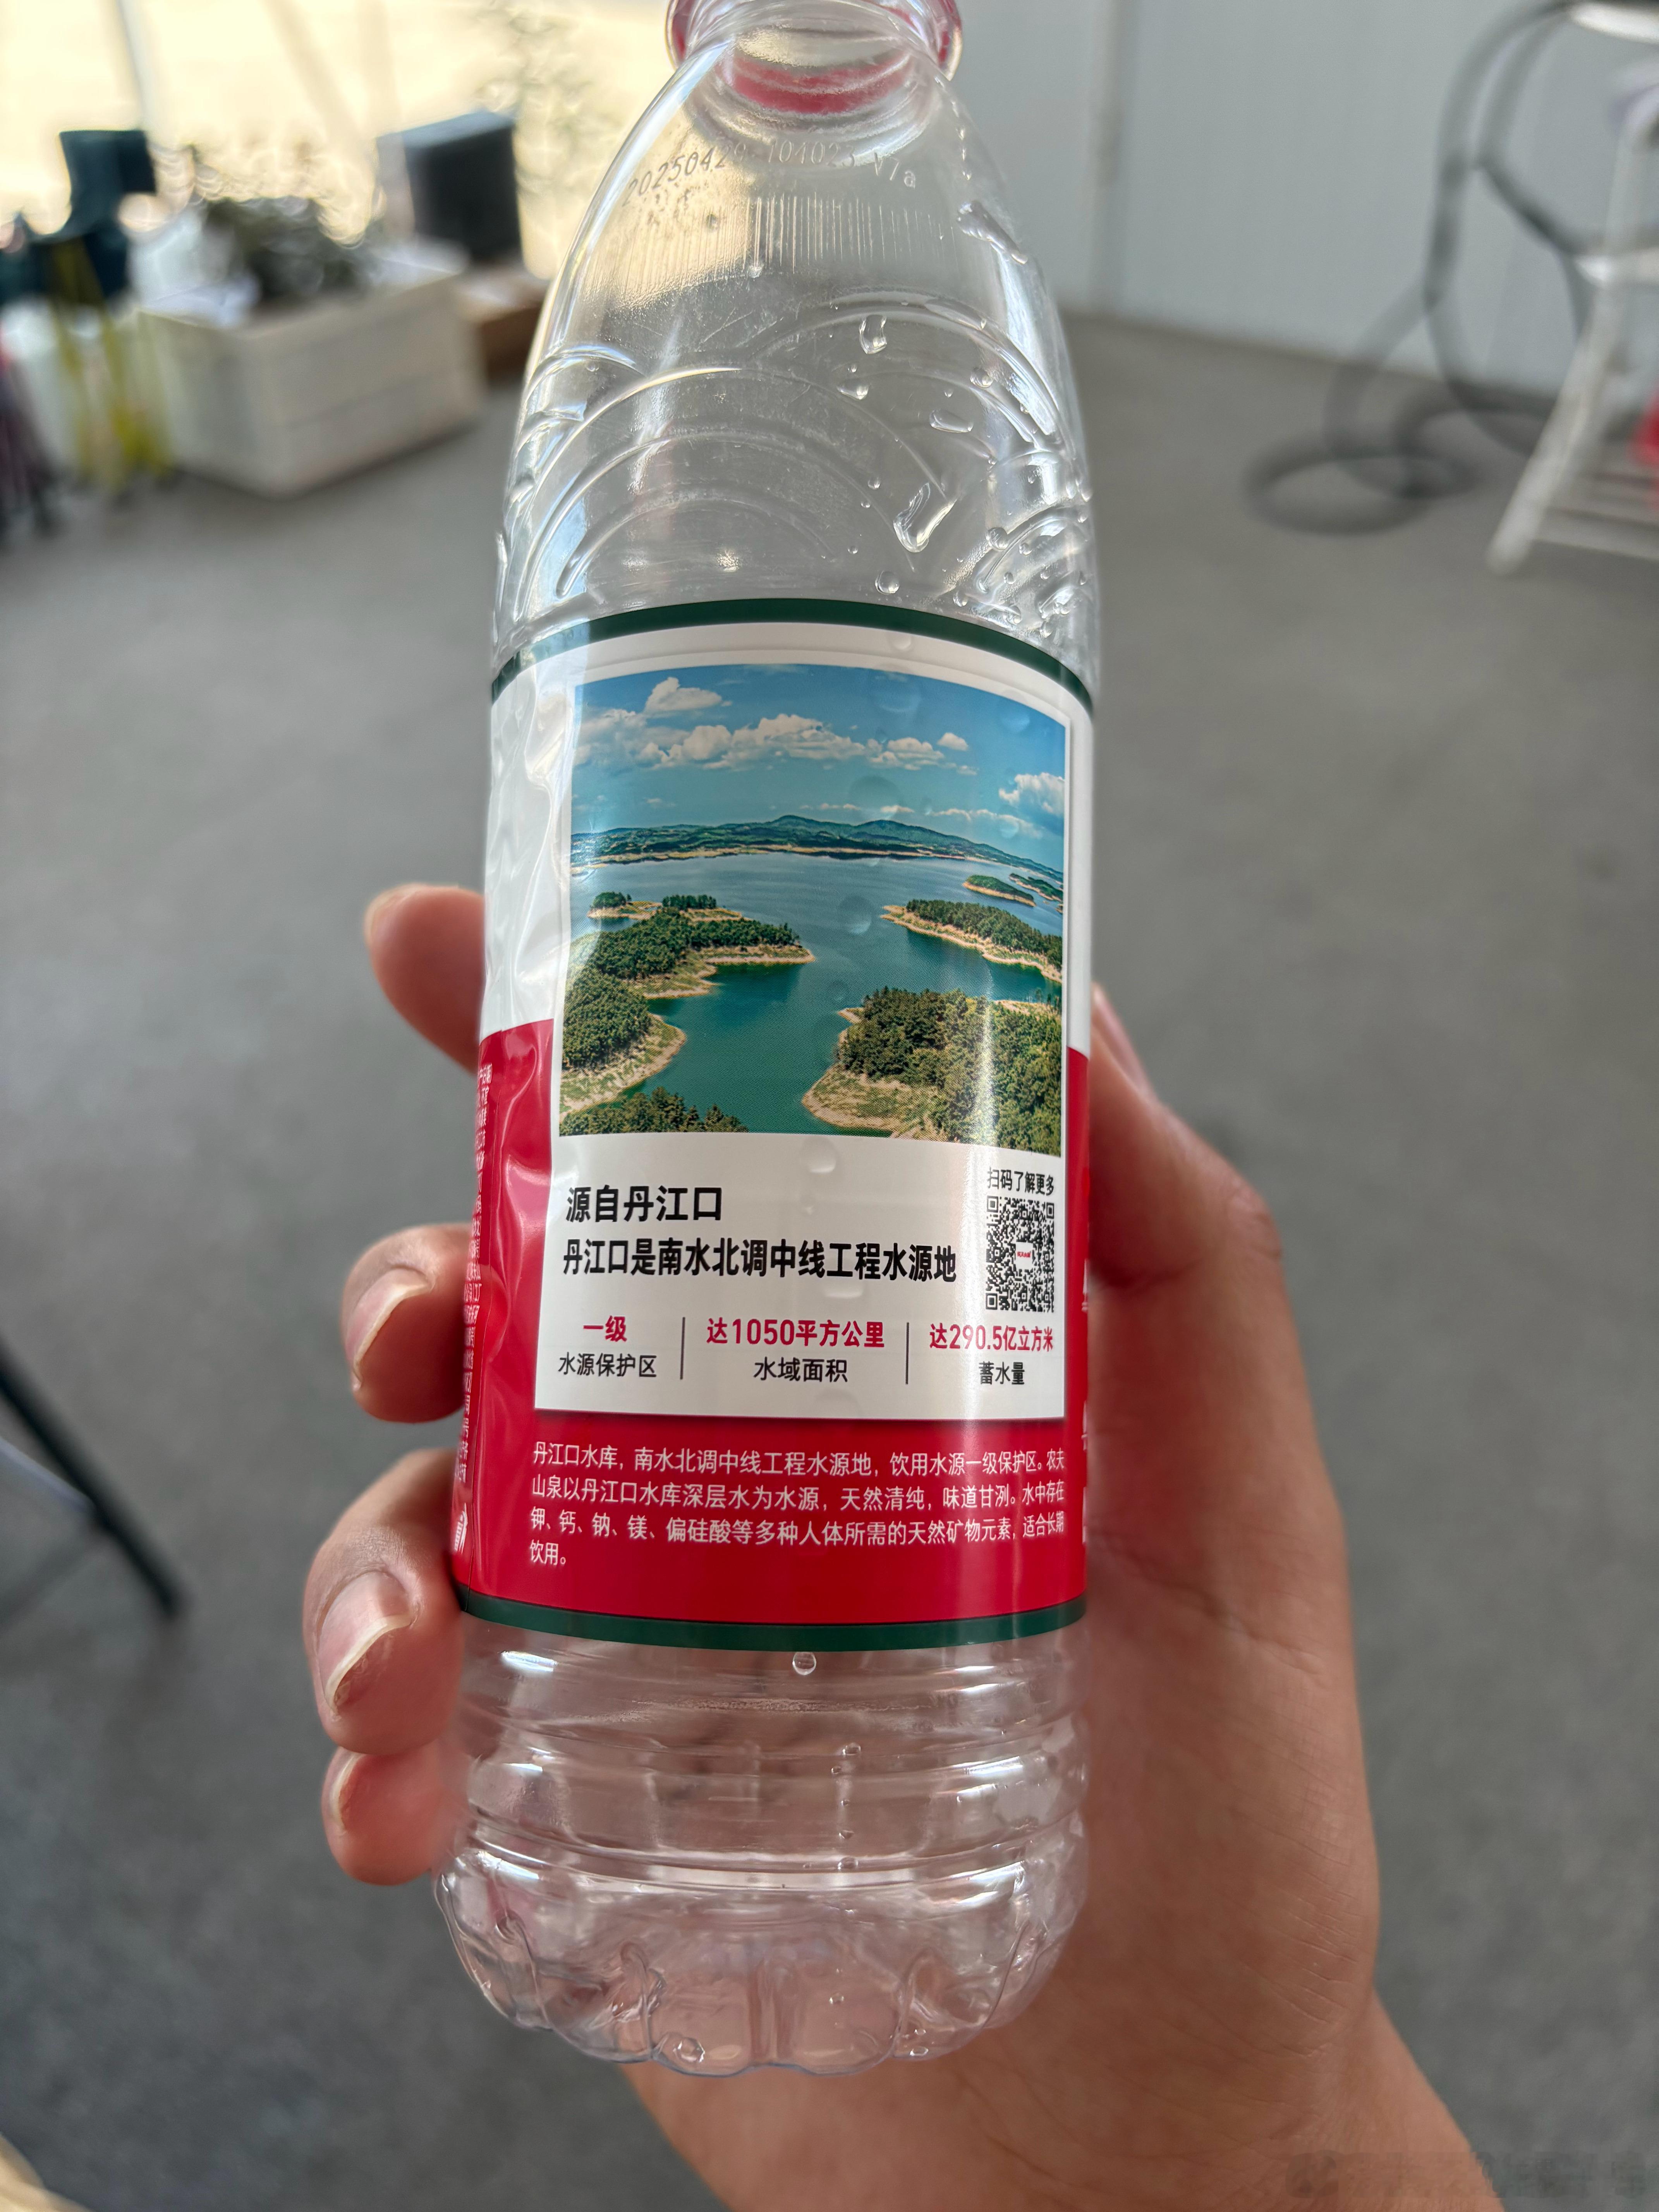 源自丹江口
丹江口是南水北调中线工程水源地
扫码了解更多
一级
水源保护区
达1050平方公里
水域面积
达290.5亿立方米
蓄水量
丹江口水库，南水北调中线工程水源地，饮用水源一级保护区。农夫
山泉以丹江口水库深层水为水源，天然清纯，味道甘洌。水中存在
钾、钙、钠、镁、偏硅酸等多种人体所需的天然矿物元素，适合长期
饮用。